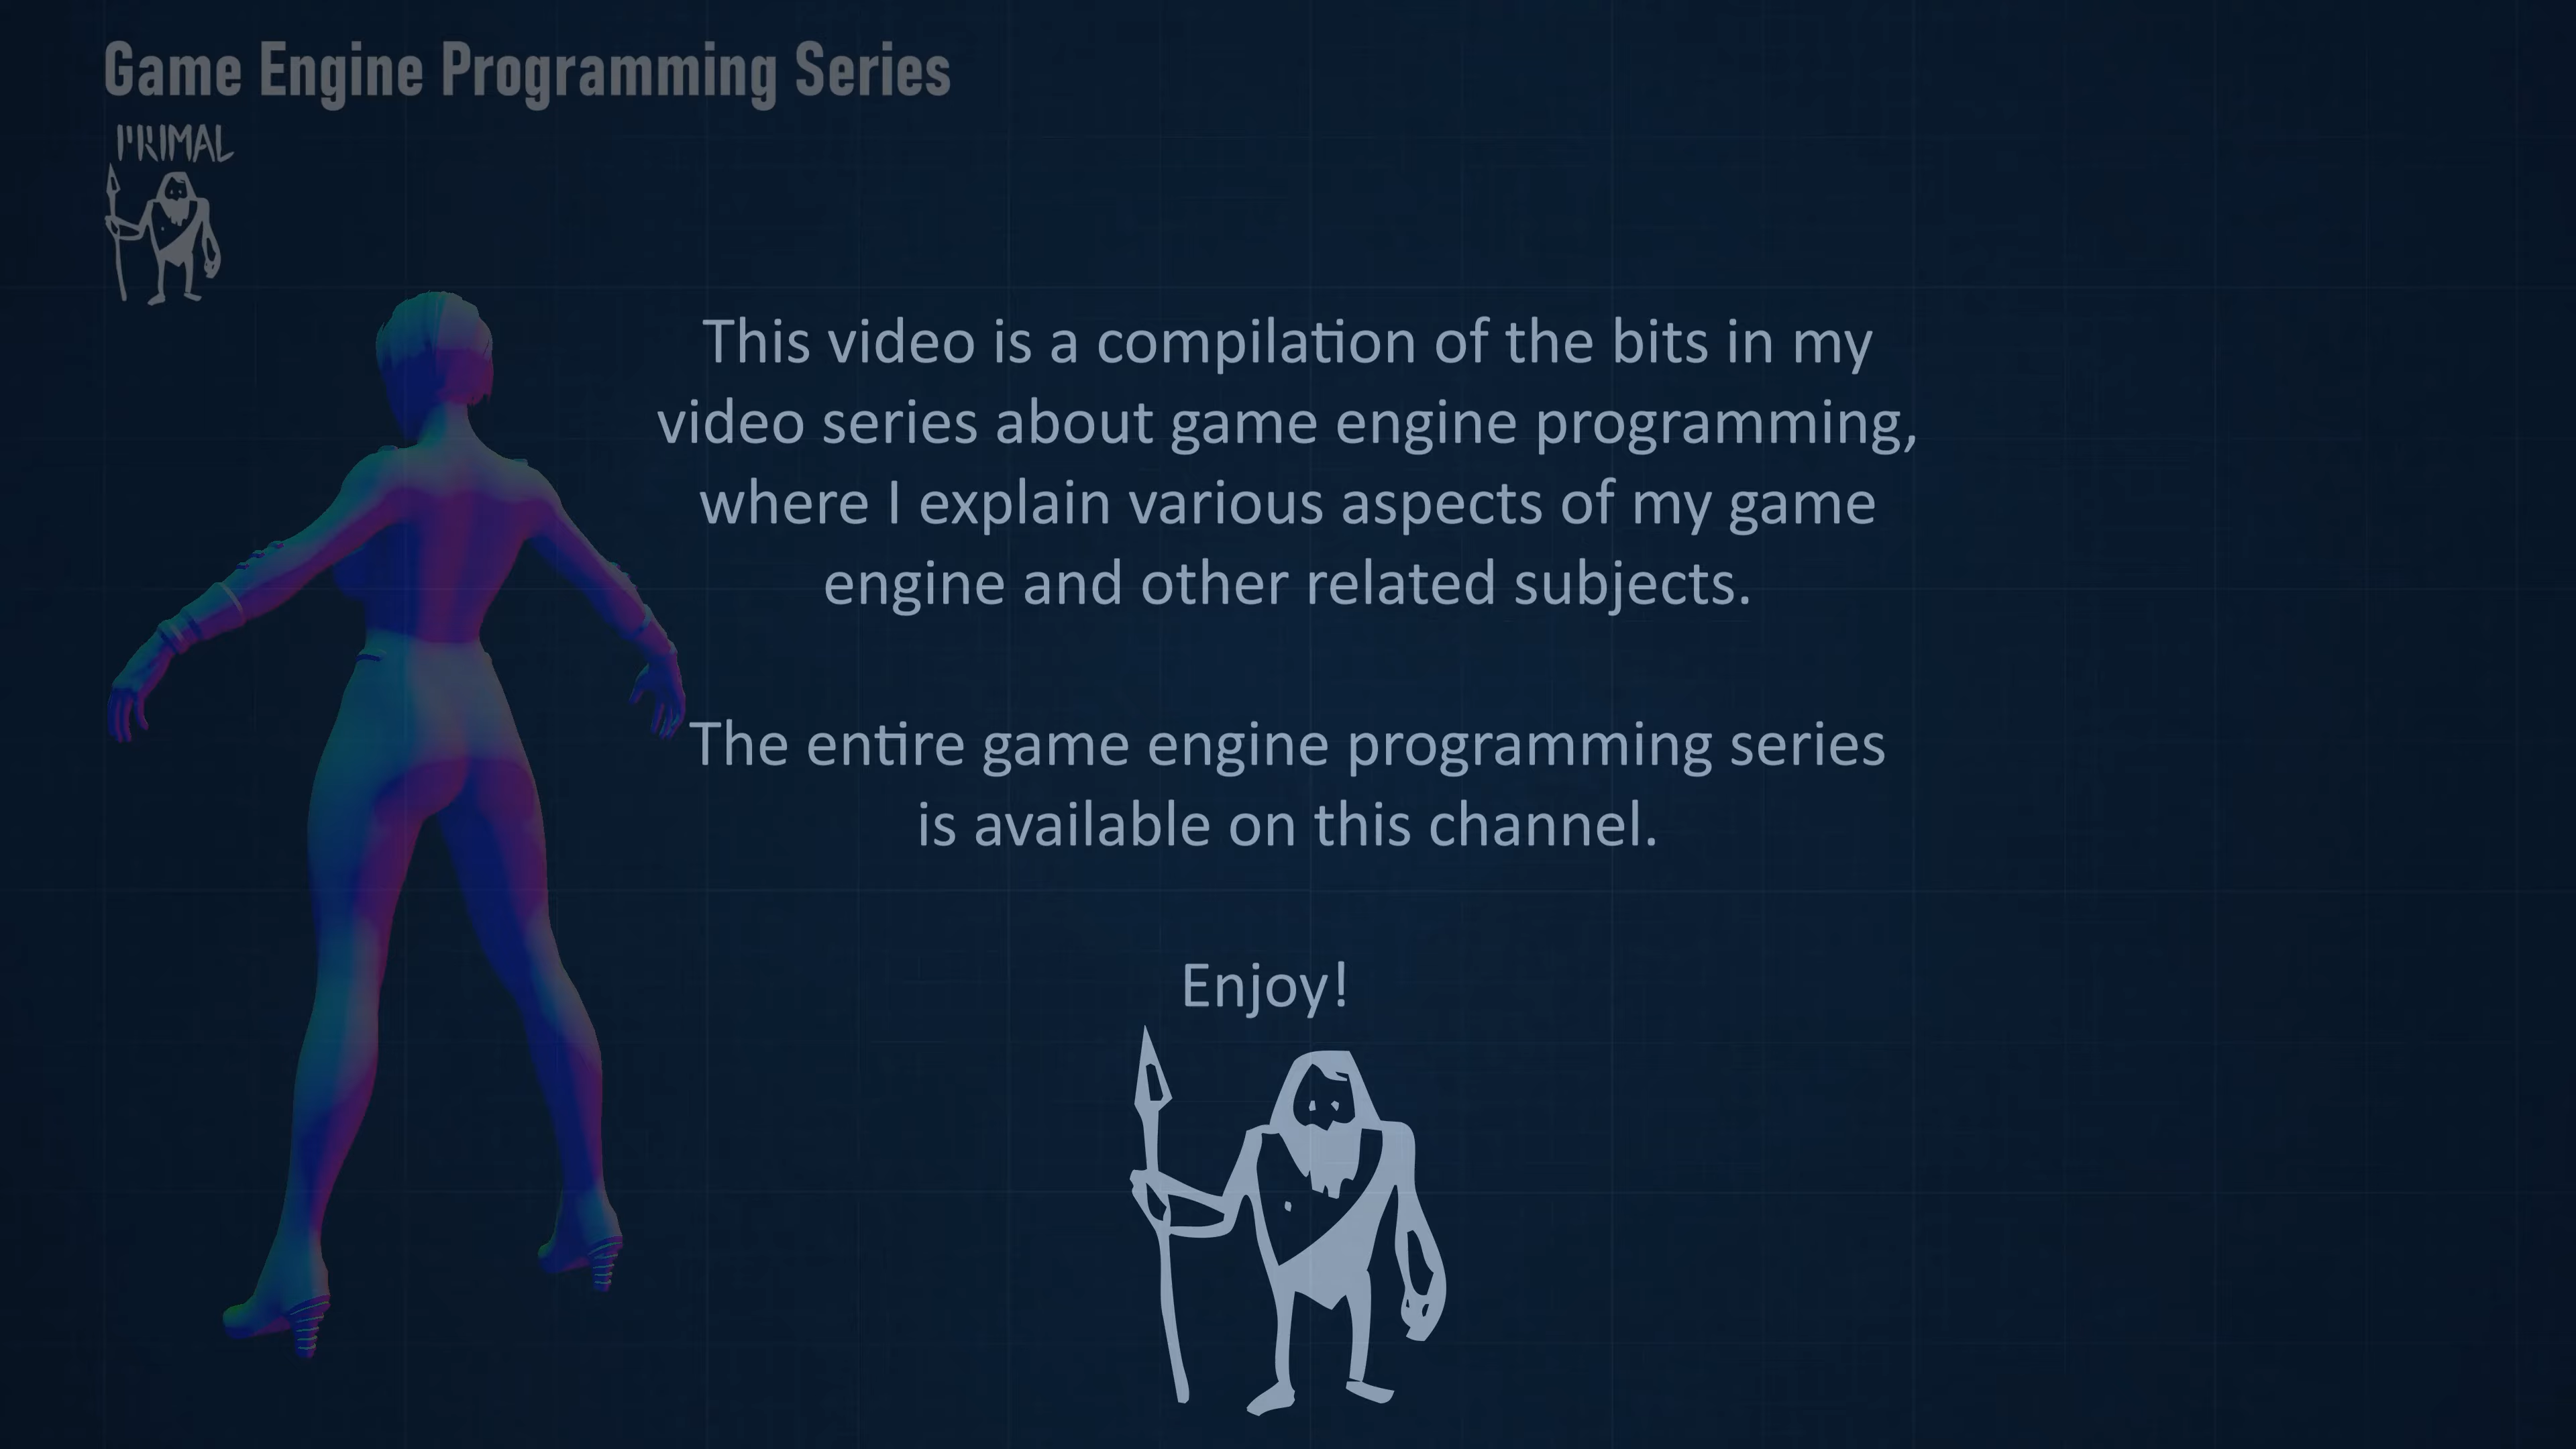 Game Engine Programming Series
PRIMAL
This video is a compilation of the bits in my
video series about game engine programming,
where I explain various aspects of my game
engine and other related subjects.
The entire game engine programming series
is available on this channel.
Enjoy!